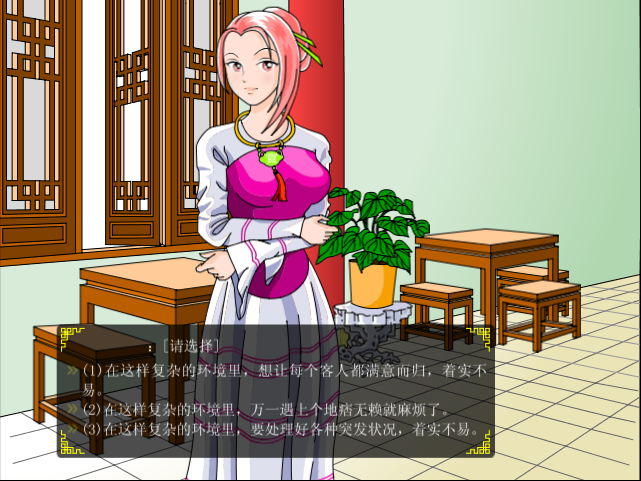 ：[请选择]
(1)在这样复杂的环境里，想让每个客人都满意而归，着实不
易。
(2)在这样复杂的环境里，万一遇上个地痞无赖就麻烦了。
(3)在这样复杂的环境里，要处理好各种突发状况，着实不易。